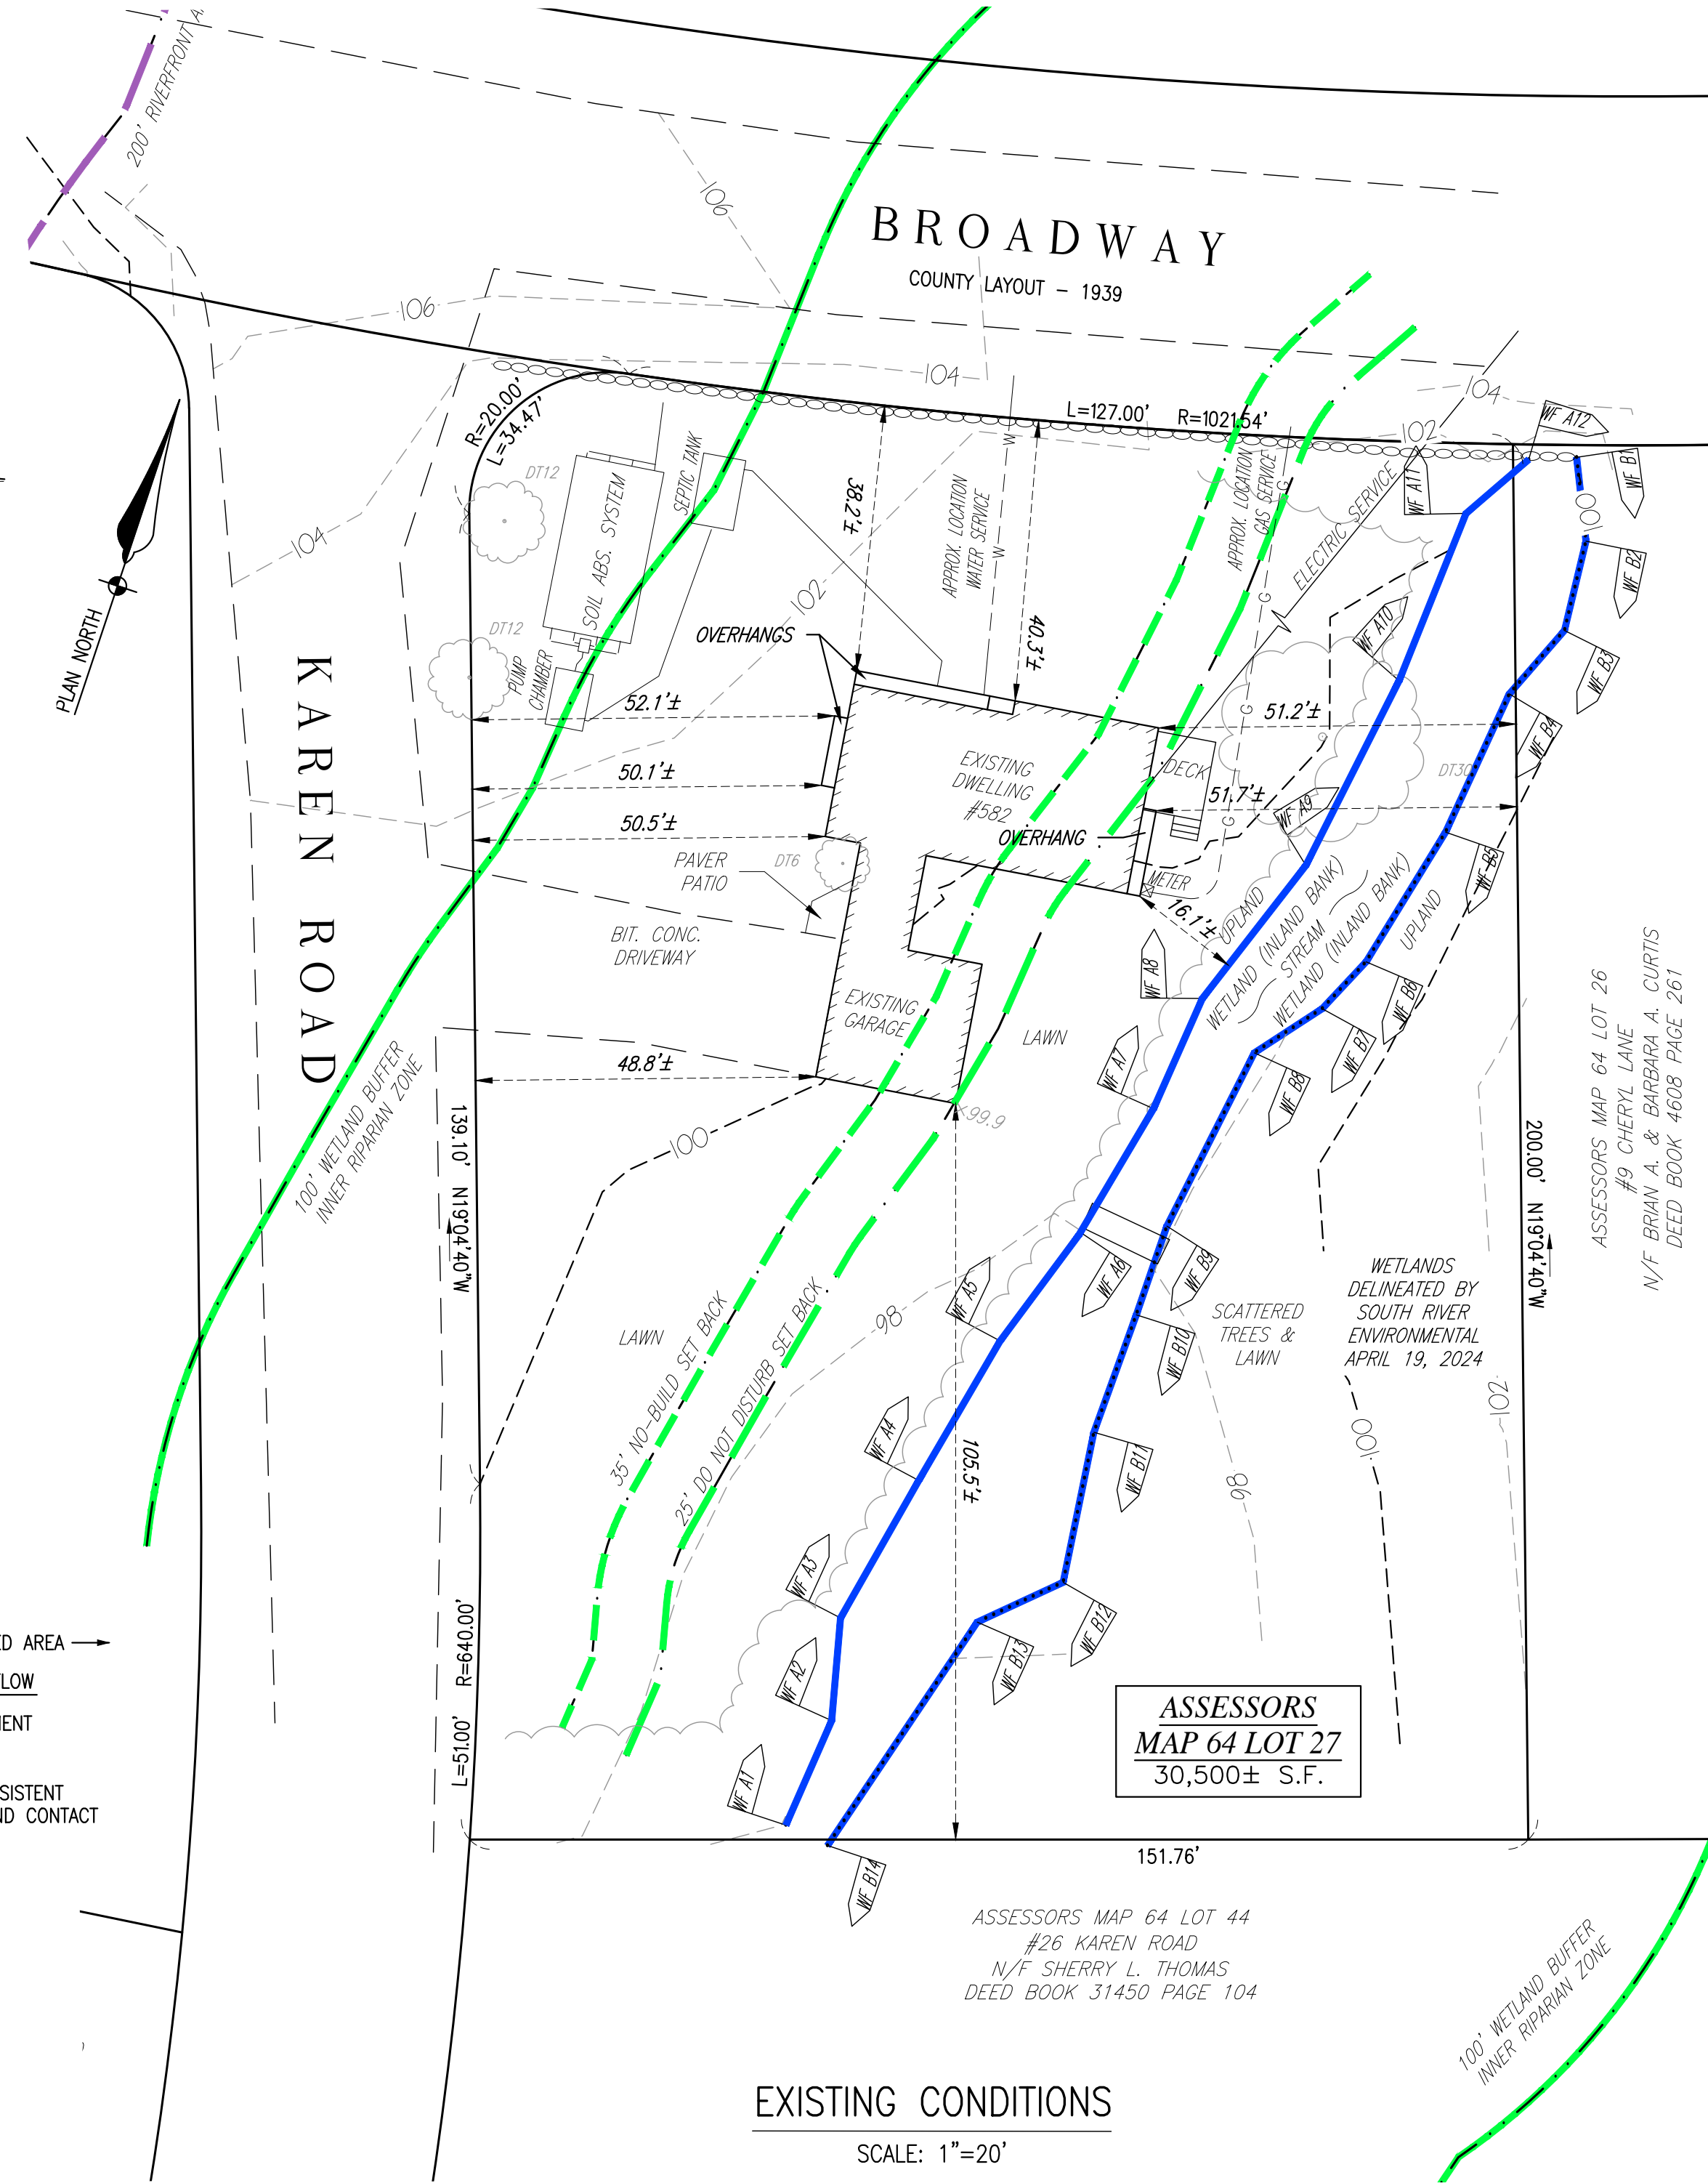 200' RIVERFRONT
106
BROADWAY
COUNTY LAYOUT - 1939
106
104
104
R=20.00'
L=34.47'
L=127.00' R=1021.54'
102
WF A12
WF B1
100
WF A11
WF B2
DT12
SEPTIC TANK
SOIL ABS. SYSTEM
38.2'±
W
W
APPROX. LOCATION
WATER SERVICE
APPROX. LOCATION
GAS SERVICE
G
G
G
G
ELECTRIC SERVICE
104
102
PLAN NORTH
KAREN ROAD
DT12
PUMP
CHAMBER
OVERHANGS
40.3'±
WF A10
WF B3
52.1'±
51.2'±
WF B4
50.1'±
EXISTING
DWELLING
#582
DECK
DT30
51.7'±
WF A9
50.5'±
OVERHANG
PAVER
PATIO
DT6
METER
WF B5
16.1'±
UPLAND
WETLAND (INLAND BANK)
STREAM
WETLAND (INLAND BANK)
UPLAND
BIT. CONC.
DRIVEWAY
WF A8
WF B6
EXISTING
GARAGE
LAWN
WF B7
WF A7
WF B8
48.8'±
100' WETLAND BUFFER
INNER RIPARIAN ZONE
139.10' N19°04'40"W
100
99.9
200.00' N19°04'40"W
ASSESSORS MAP 64 LOT 26
#9 CHERYL LANE
N/F BRIAN A. & BARBARA A. CURTIS
DEED BOOK 4608 PAGE 261
WF A6
WF B9
WF A5
98
LAWN
35' NO-BUILD SET BACK
25' DO NOT DISTURB SET BACK
SCATTERED
TREES &
LAWN
WETLANDS
DELINEATED BY
SOUTH RIVER
ENVIRONMENTAL
APRIL 19, 2024
WF B10
102
100
98
WF A4
105.5'±
WF B11
WF A3
WF B12
WF B13
WF A2
L=51.00' R=640.00'
ED AREA
LOW
ENT
SISTENT
ND CONTACT
ASSESSORS
MAP 64 LOT 27
30,500± S.F.
WF A1
151.76'
WF B14
ASSESSORS MAP 64 LOT 44
#26 KAREN ROAD
N/F SHERRY L. THOMAS
DEED BOOK 31450 PAGE 104
100' WETLAND BUFFER
INNER RIPARIAN ZONE
EXISTING CONDITIONS
SCALE: 1"=20'